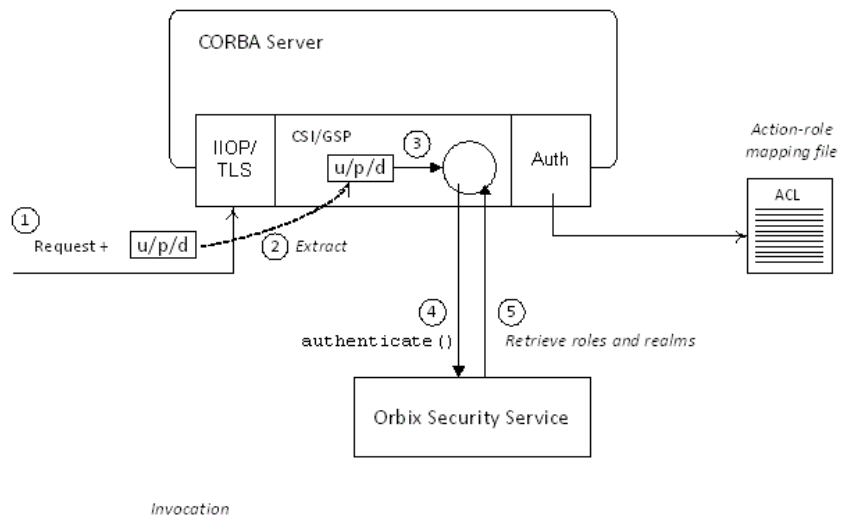 CORBA Server
IIOP/
TLS
CSI/GSP
u/p/d
3
Auth
Action-role
mapping file
ACL
1
Request +
u/p/d
2
Extract
4
authenticate()
5
Retrieve roles and realms
Orbix Security Service
Invocation